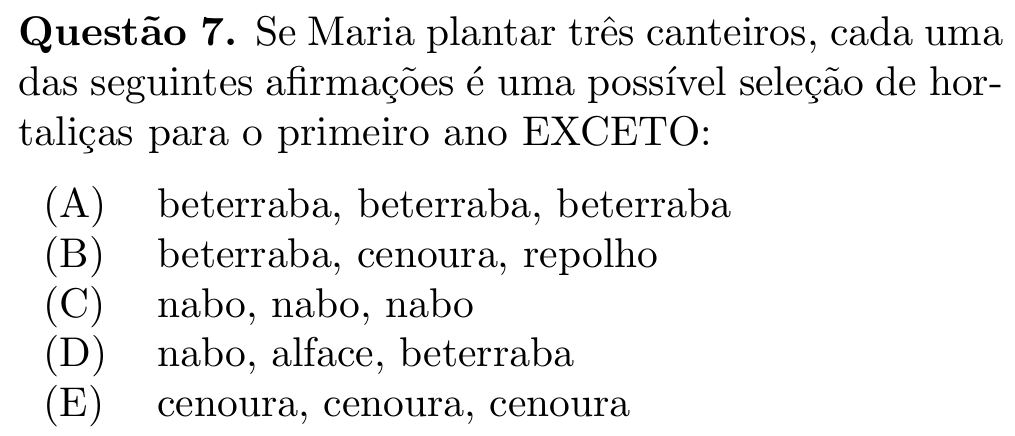 Questão 7. Se Maria plantar três canteiros, cada uma
das seguintes afirmações é uma possível seleção de hor-
taliças para o primeiro ano EXCETO:
(A) beterraba, beterraba, beterraba
(B) beterraba, cenoura, repolho
(C) nabo, nabo, nabo
(D) nabo, alface, beterraba
(E) cenoura, cenoura, cenoura